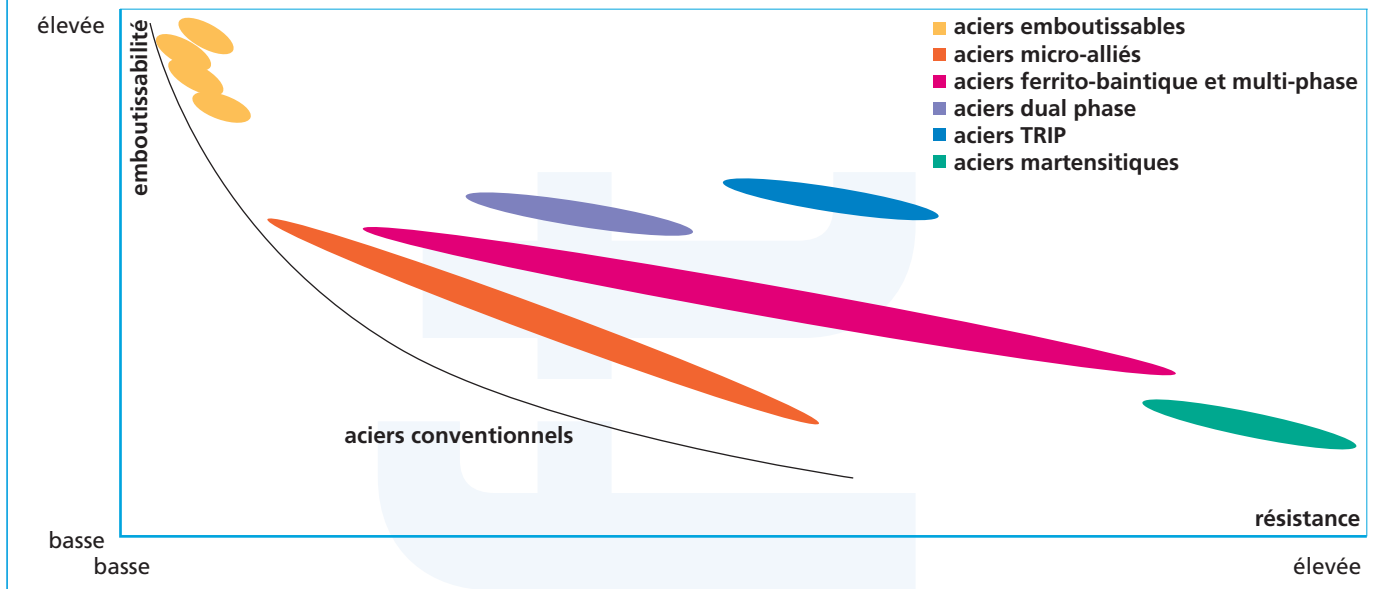 élevée
emboutissabilité
aciers emboutissables
aciers micro-alliés
aciers ferrito-baintique et multi-phase
aciers dual phase
aciers TRIP
aciers martensitiques
aciers conventionnels
résistance
basse
basse
élevée